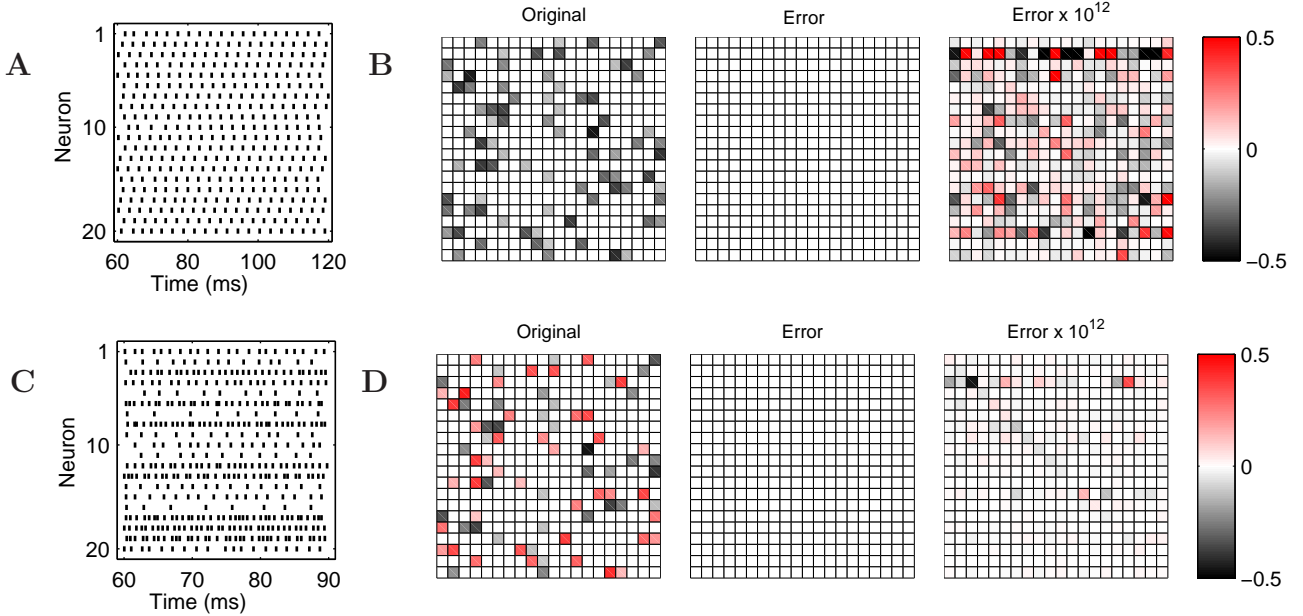 A
Neuron
1
10
20
60 80 100 120
Time (ms)
B
Original
Error
Error x 10^12
0.5
0
−0.5
C
Neuron
1
10
20
60 70 80 90
Time (ms)
D
Original
Error
Error x 10^12
0.5
0
−0.5